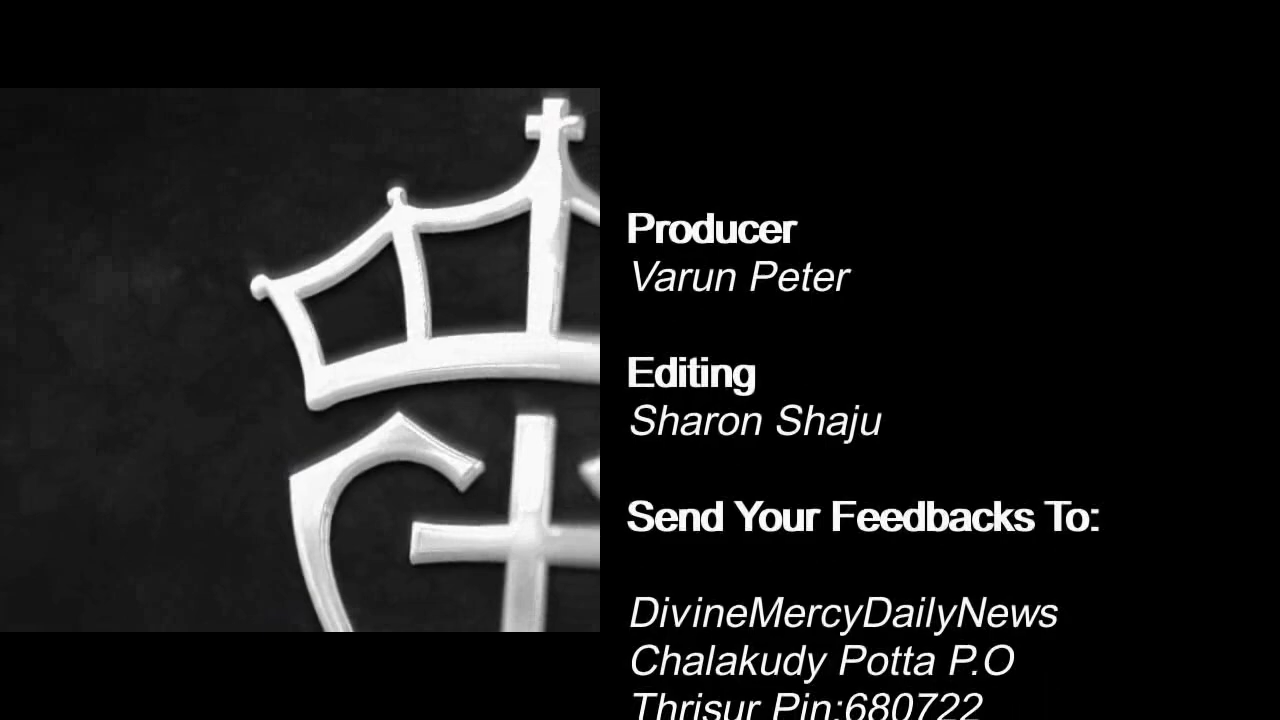 Producer
Varun Peter
Editing
Sharon Shaju
Send Your Feedbacks To:
DivineMercyDailyNews
Chalakudy Potta P.O
Thrisur Pin:680722